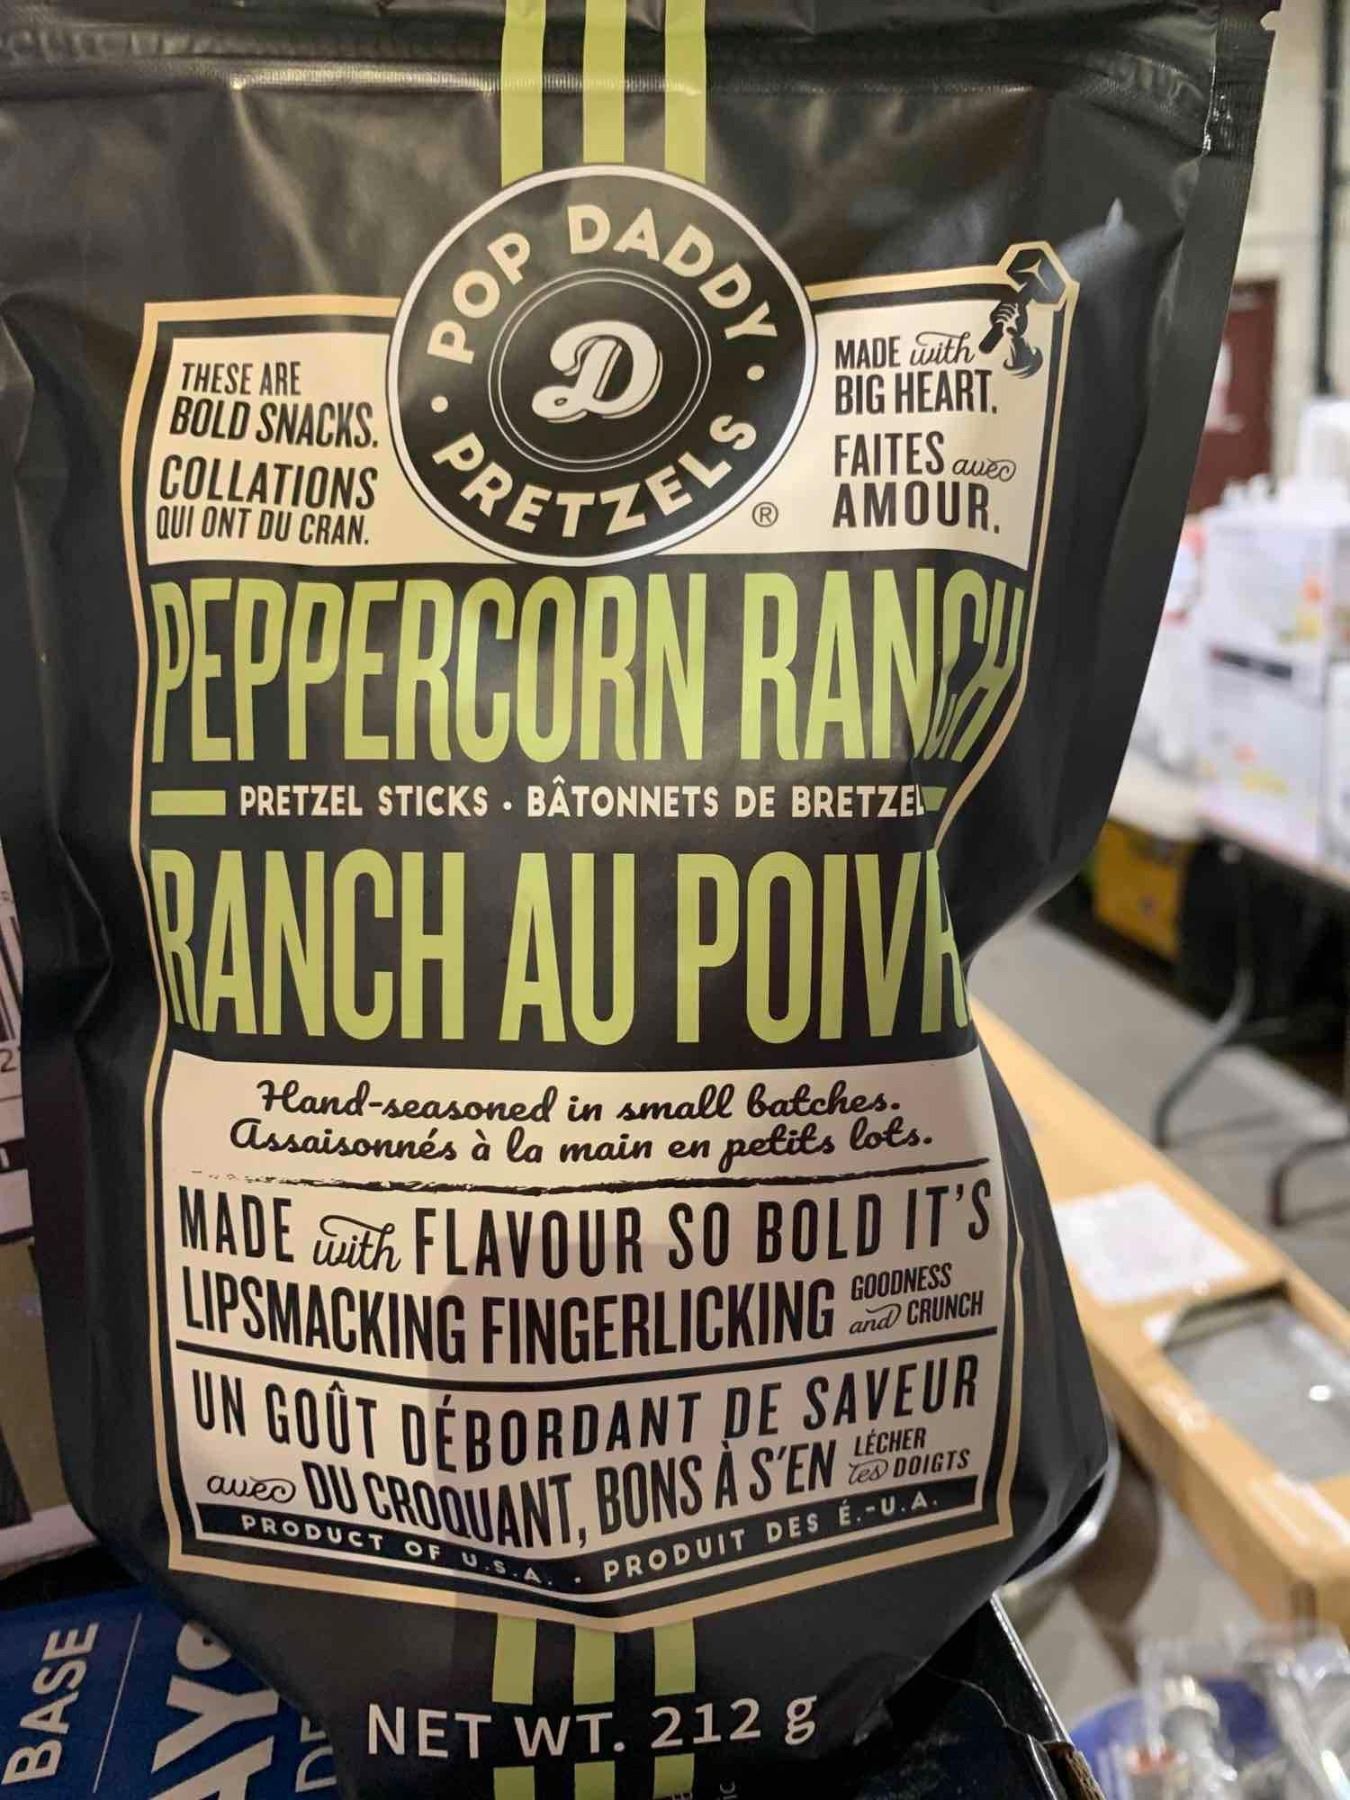 POP DADDY
D
PRETZELS
®
THESE ARE
BOLD SNACKS.
COLLATIONS
QUI ONT DU CRAN.
MADE with
BIG HEART.
FAITES avec
AMOUR.
PEPPERCORN RANCH
PRETZEL STICKS · BÂTONNETS DE BRETZEL
RANCH AU POIVR
Hand-seasoned in small batches.
Assaisonnés à la main en petits lots.
MADE with FLAVOUR SO BOLD IT'S
LIPSMACKING FINGERLICKING GOODNESS and CRUNCH
UN GOÛT DÉBORDANT DE SAVEUR
avec DU CROQUANT, BONS À S'EN LÉCHER les DOIGTS
PRODUCT OF U.S.A. · PRODUIT DES É.-U.A.
NET WT. 212 g
BASE